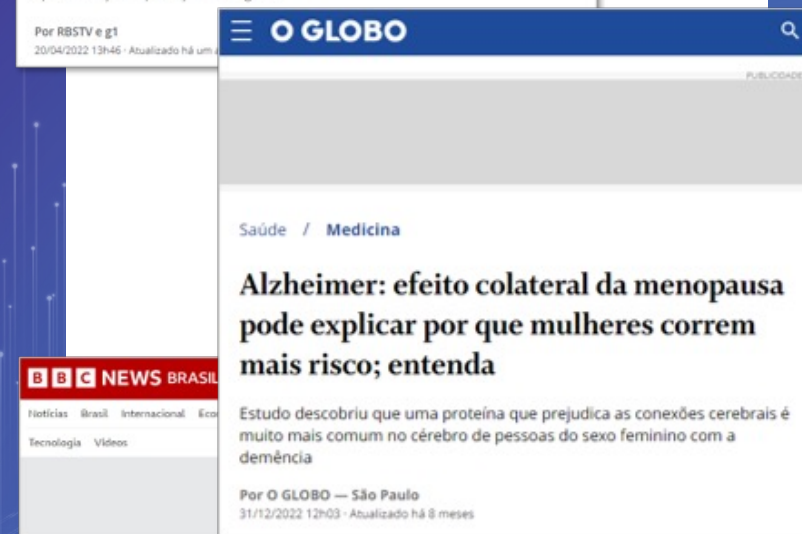 Por RBSTV e g1
20/04/2022 13h46 · Atualizado há um
O GLOBO
PUBLICIDADE
Saúde / Medicina
Alzheimer: efeito colateral da menopausa
pode explicar por que mulheres correm
mais risco; entenda
Estudo descobriu que uma proteína que prejudica as conexões cerebrais é
muito mais comum no cérebro de pessoas do sexo feminino com a
demência
Por O GLOBO — São Paulo
31/12/2022 12h03 · Atualizado há 8 meses
BBC NEWS BRASIL
Notícias Brasil Internacional
Tecnologia Vídeos